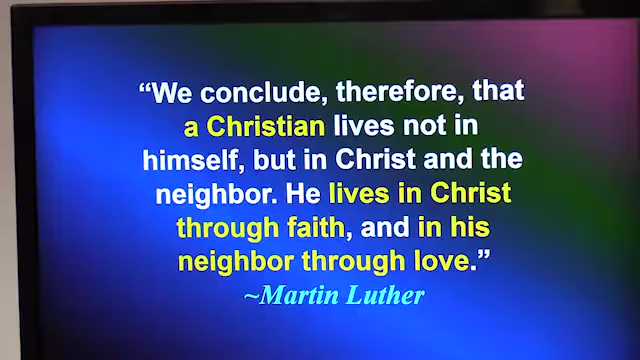 “We conclude, therefore, that
a Christian lives not in
himself, but in Christ and the
neighbor. He lives in Christ
through faith, and in his
neighbor through love.”
~Martin Luther